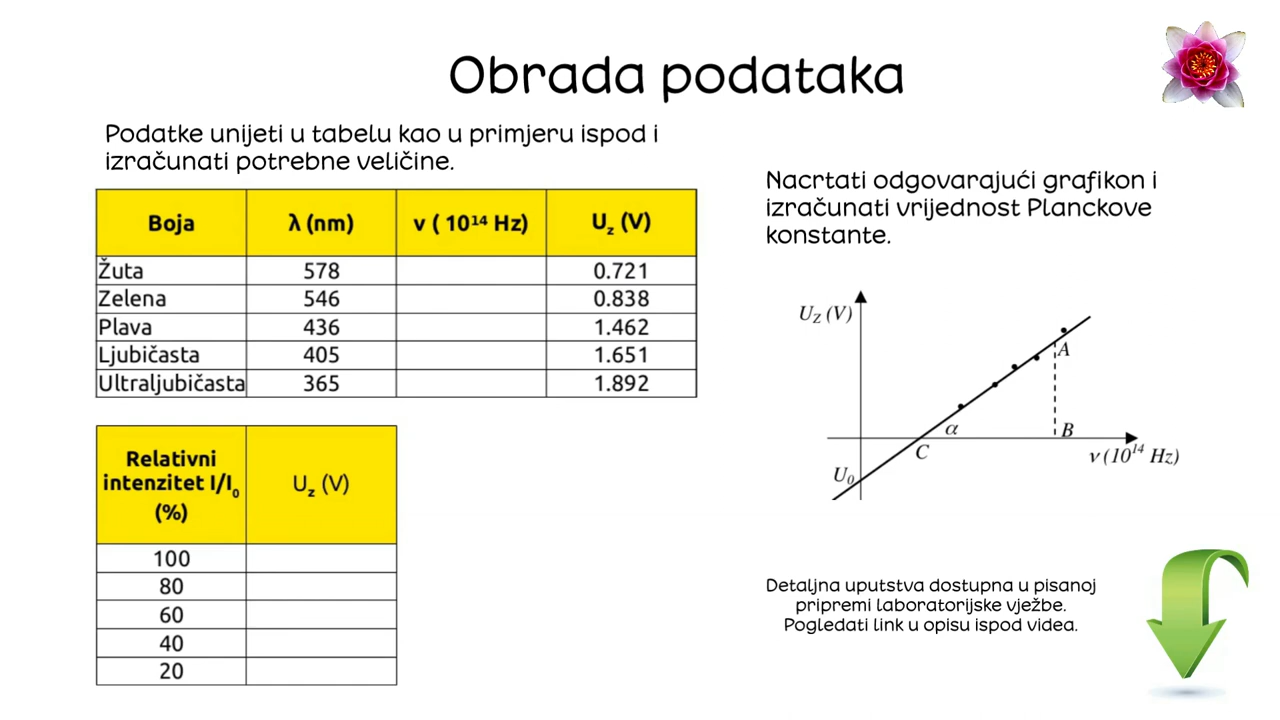 Obrada podataka
Podatke unijeti u tabelu kao u primjeru ispod i
izračunati potrebne veličine.
Boja λ (nm) ν ( 10¹⁴ Hz) U_z (V)
Žuta 578 0.721
Zelena 546 0.838
Plava 436 1.462
Ljubičasta 405 1.651
Ultraljubičasta 365 1.892
Relativni
intenzitet I/I₀
(%)
U_z (V)
100
80
60
40
20
Nacrtati odgovarajući grafikon i
izračunati vrijednost Planckove
konstante.
U_Z (V)
A
α
B
C
ν (10¹⁴ Hz)
U₀
Detaljna uputstva dostupna u pisanoj
pripremi laboratorijske vježbe.
Pogledati link u opisu ispod videa.